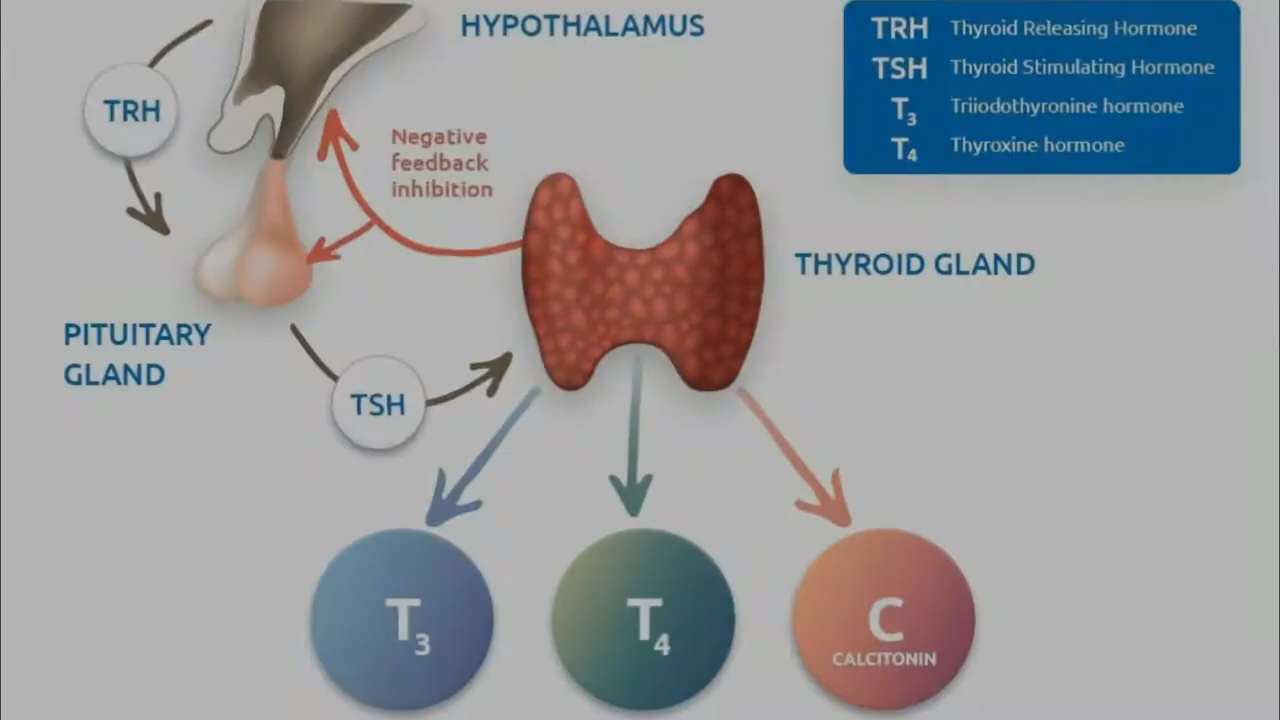 HYPOTHALAMUS
TRH Thyroid Releasing Hormone
TSH Thyroid Stimulating Hormone
T3 Triiodothyronine hormone
T4 Thyroxine hormone
TRH
Negative
feedback
inhibition
THYROID GLAND
PITUITARY
GLAND
TSH
T3
T4
C
CALCITONIN